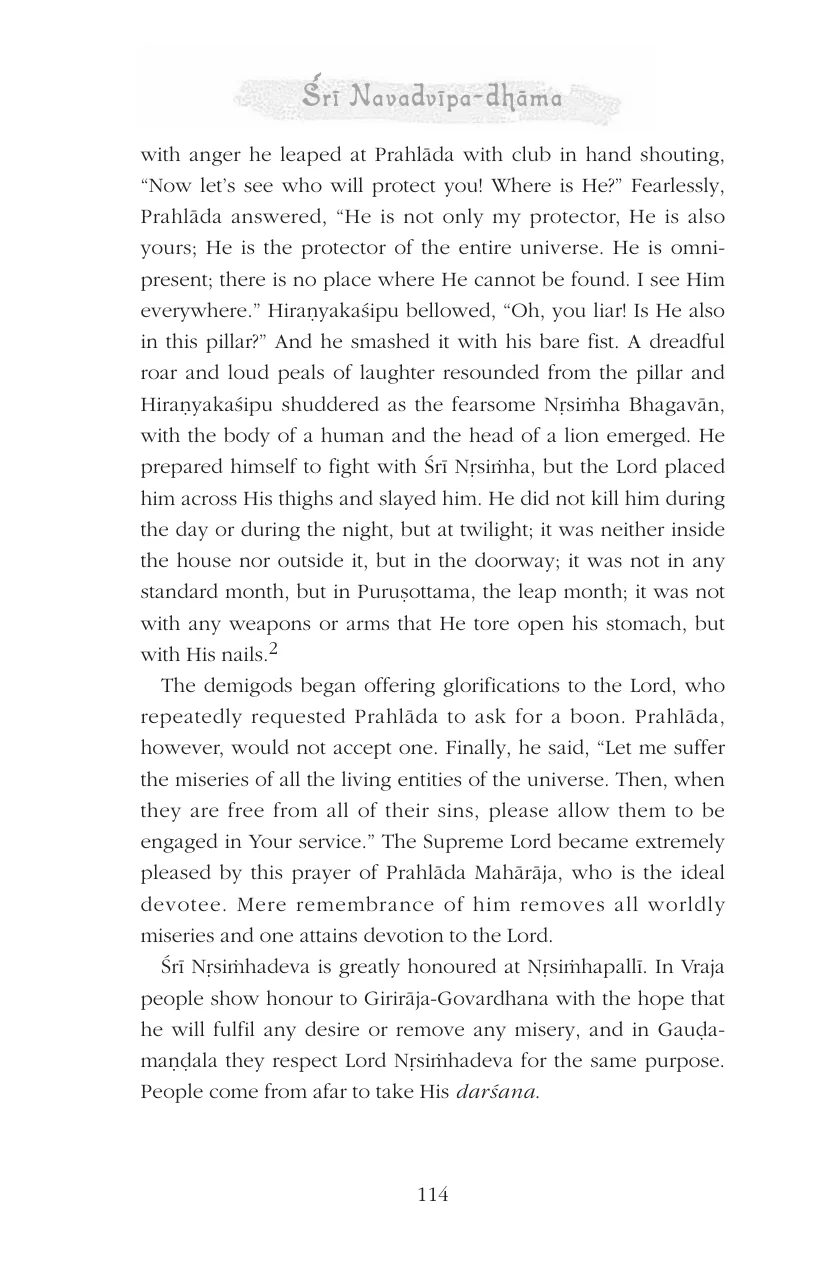 Śrī Navadvīpa-dhāma
with anger he leaped at Prahlāda with club in hand shouting,
“Now let’s see who will protect you! Where is He?” Fearlessly,
Prahlāda answered, “He is not only my protector, He is also
yours; He is the protector of the entire universe. He is omni-
present; there is no place where He cannot be found. I see Him
everywhere.” Hiraṇyakaśipu bellowed, “Oh, you liar! Is He also
in this pillar?” And he smashed it with his bare fist. A dreadful
roar and loud peals of laughter resounded from the pillar and
Hiraṇyakaśipu shuddered as the fearsome Nṛsiṁha Bhagavān,
with the body of a human and the head of a lion emerged. He
prepared himself to fight with Śrī Nṛsiṁha, but the Lord placed
him across His thighs and slayed him. He did not kill him during
the day or during the night, but at twilight; it was neither inside
the house nor outside it, but in the doorway; it was not in any
standard month, but in Puruṣottama, the leap month; it was not
with any weapons or arms that He tore open his stomach, but
with His nails.2
The demigods began offering glorifications to the Lord, who
repeatedly requested Prahlāda to ask for a boon. Prahlāda,
however, would not accept one. Finally, he said, “Let me suffer
the miseries of all the living entities of the universe. Then, when
they are free from all of their sins, please allow them to be
engaged in Your service.” The Supreme Lord became extremely
pleased by this prayer of Prahlāda Mahārāja, who is the ideal
devotee. Mere remembrance of him removes all worldly
miseries and one attains devotion to the Lord.
Śrī Nṛsiṁhadeva is greatly honoured at Nṛsiṁhapallī. In Vraja
people show honour to Girirāja-Govardhana with the hope that
he will fulfil any desire or remove any misery, and in Gauḍa-
maṇḍala they respect Lord Nṛsiṁhadeva for the same purpose.
People come from afar to take His darśana.
114